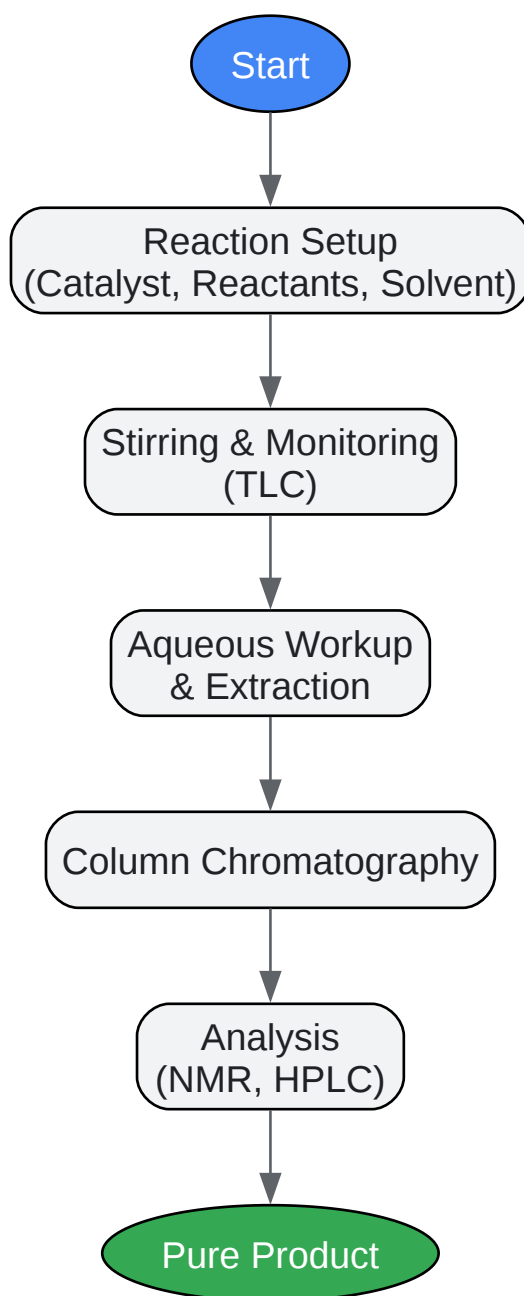 Start
Reaction Setup
(Catalyst, Reactants, Solvent)
Stirring & Monitoring
(TLC)
Aqueous Workup
& Extraction
Column Chromatography
Analysis
(NMR, HPLC)
Pure Product